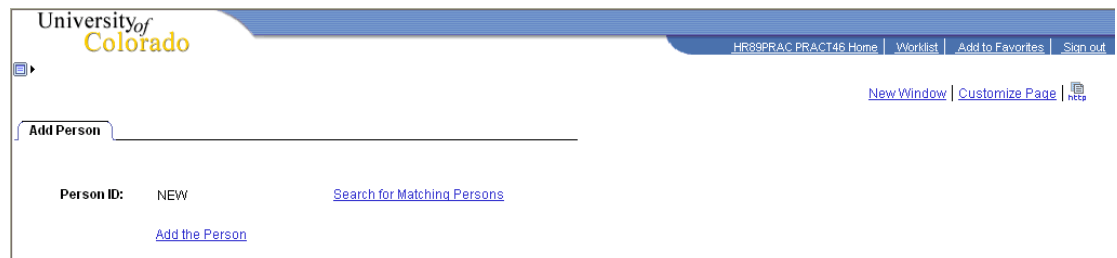 University of
Colorado
HR89PRAC PRACT46 Home | Worklist | Add to Favorites | Sign out
New Window | Customize Page | http
Add Person
Person ID: NEW Search for Matching Persons
Add the Person